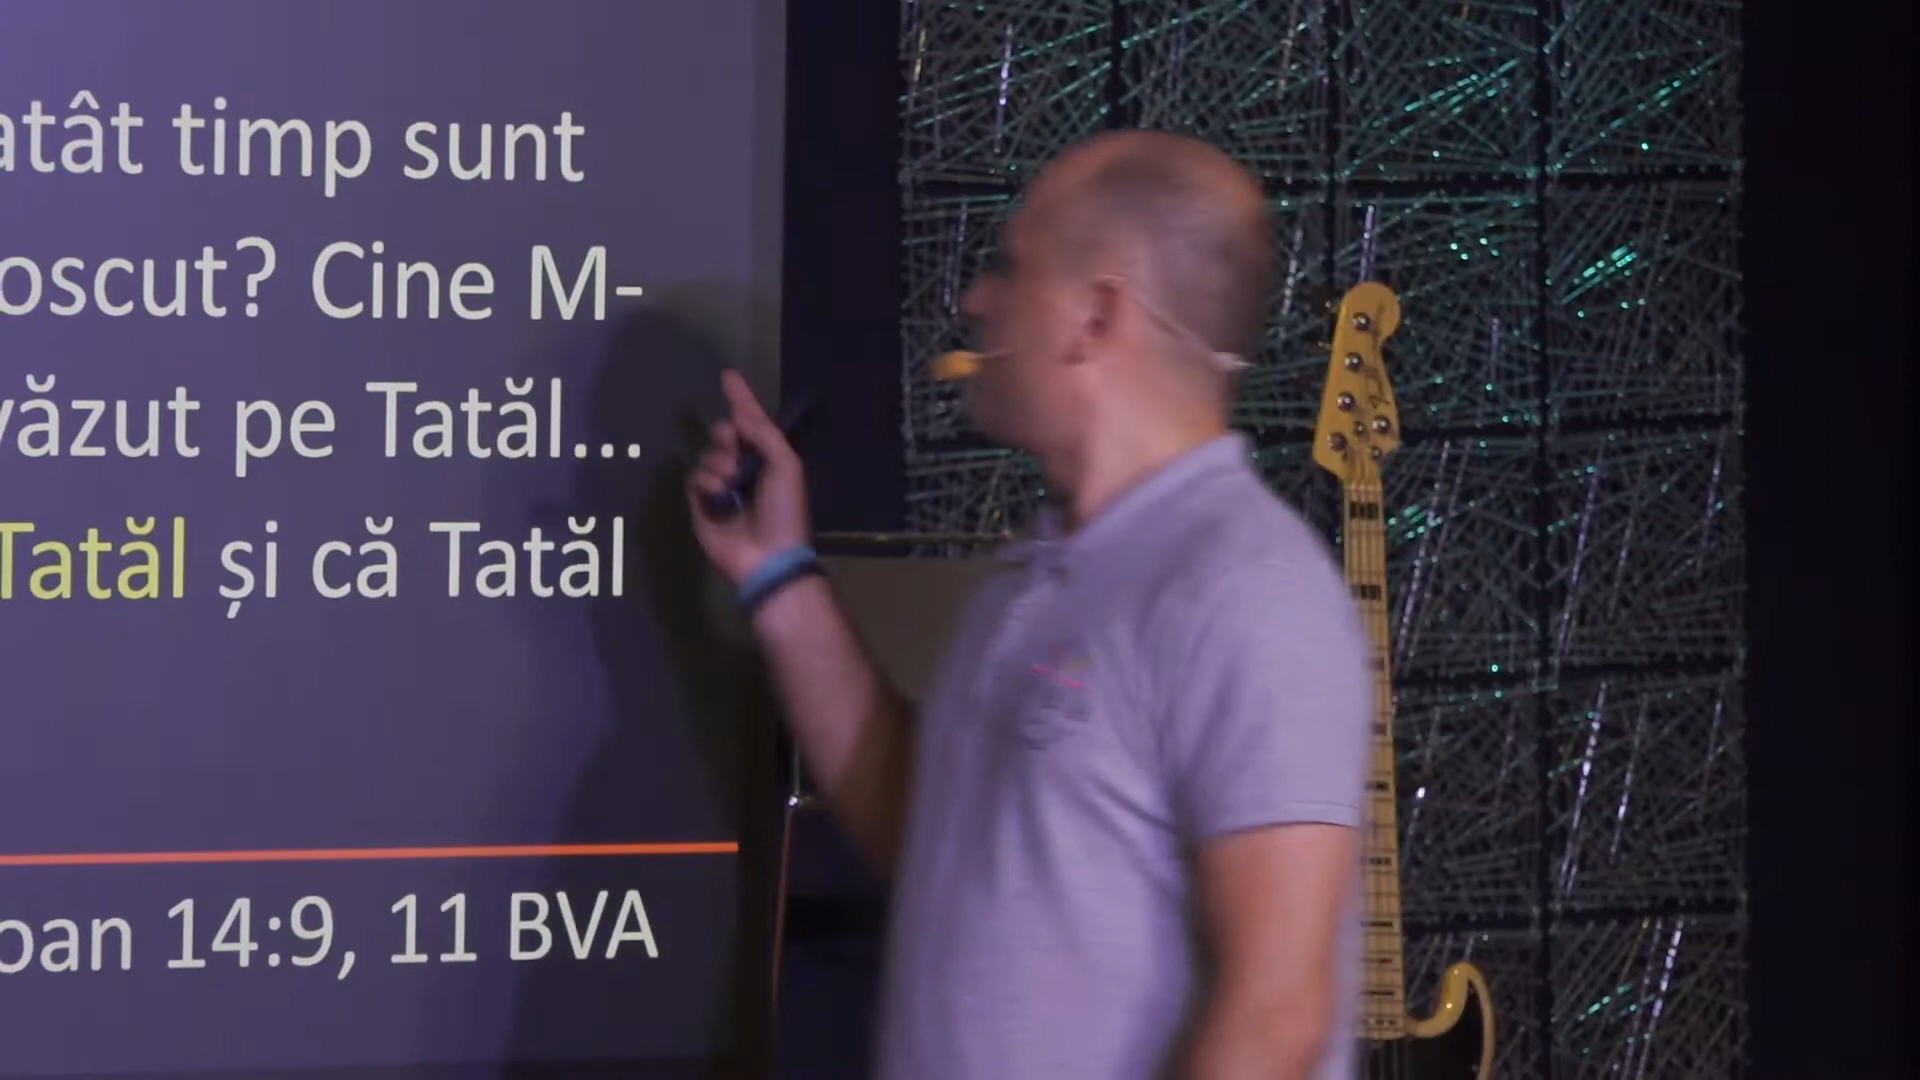 atât timp sunt
oscut? Cine M-
văzut pe Tatăl...
Tatăl și că Tatăl
oan 14:9, 11 BVA